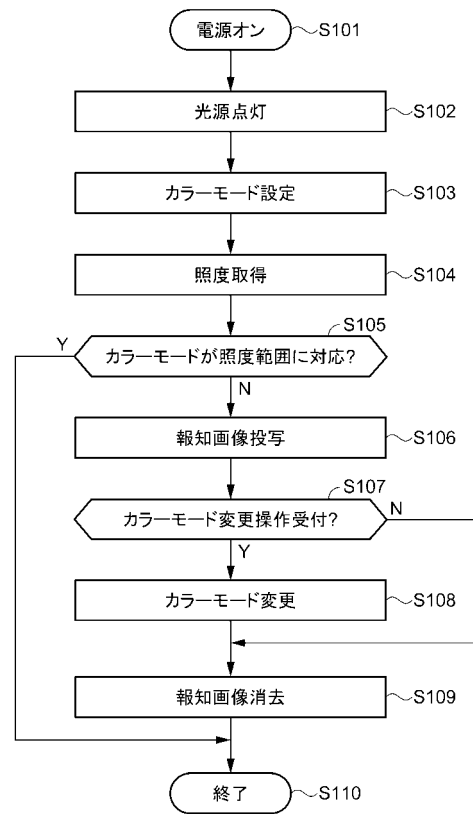 電源オン
S101
光源点灯
S102
カラーモード設定
S103
照度取得
S104
S105
Y
カラーモードが照度範囲に対応?
N
報知画像投写
S106
S107
カラーモード変更操作受付?
N
Y
カラーモード変更
S108
報知画像消去
S109
終了
S110